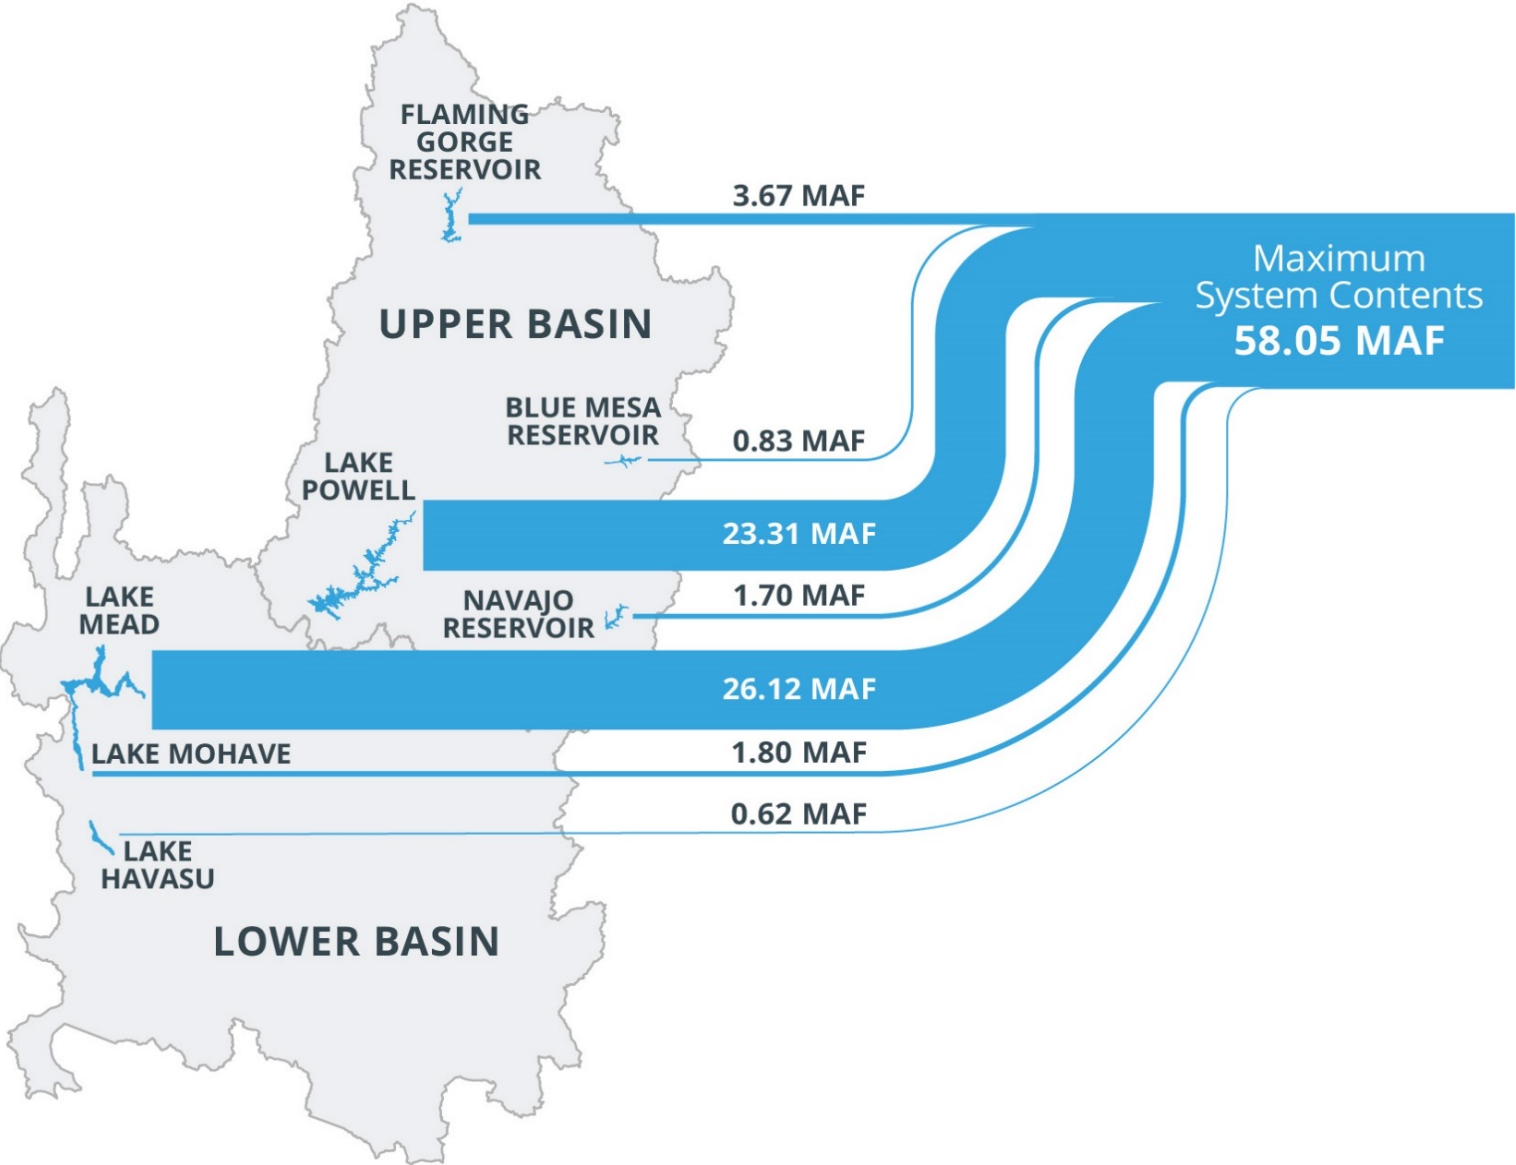 FLAMING
GORGE
RESERVOIR
3.67 MAF
Maximum
System Contents
58.05 MAF
UPPER BASIN
BLUE MESA
RESERVOIR
0.83 MAF
LAKE
POWELL
23.31 MAF
NAVAJO
RESERVOIR
1.70 MAF
LAKE
MEAD
26.12 MAF
LAKE MOHAVE
1.80 MAF
0.62 MAF
LAKE
HAVASU
LOWER BASIN